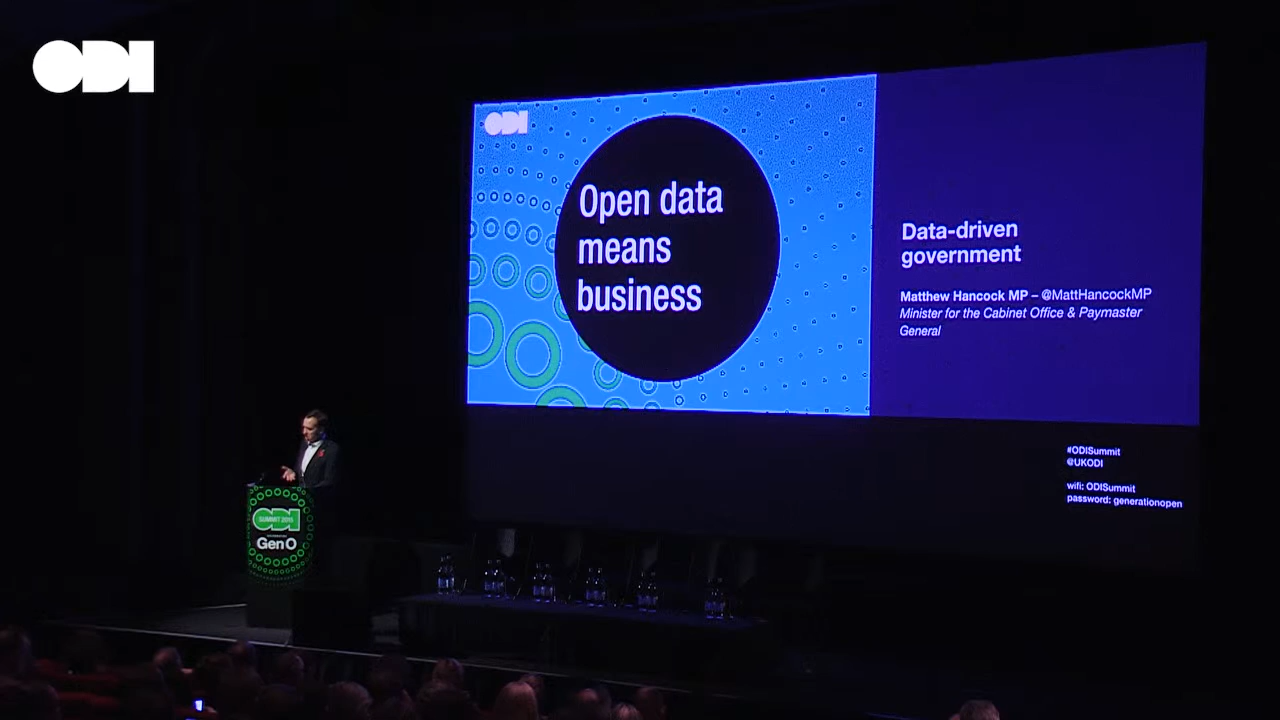 ODI
ODI
Open data
means
business
Data-driven
government
Matthew Hancock MP – @MattHancockMP
Minister for the Cabinet Office & Paymaster
General
#ODISummit
@UKODI
wifi: ODISummit
password: generationopen
ODI
SUMMIT 2015
Gen O